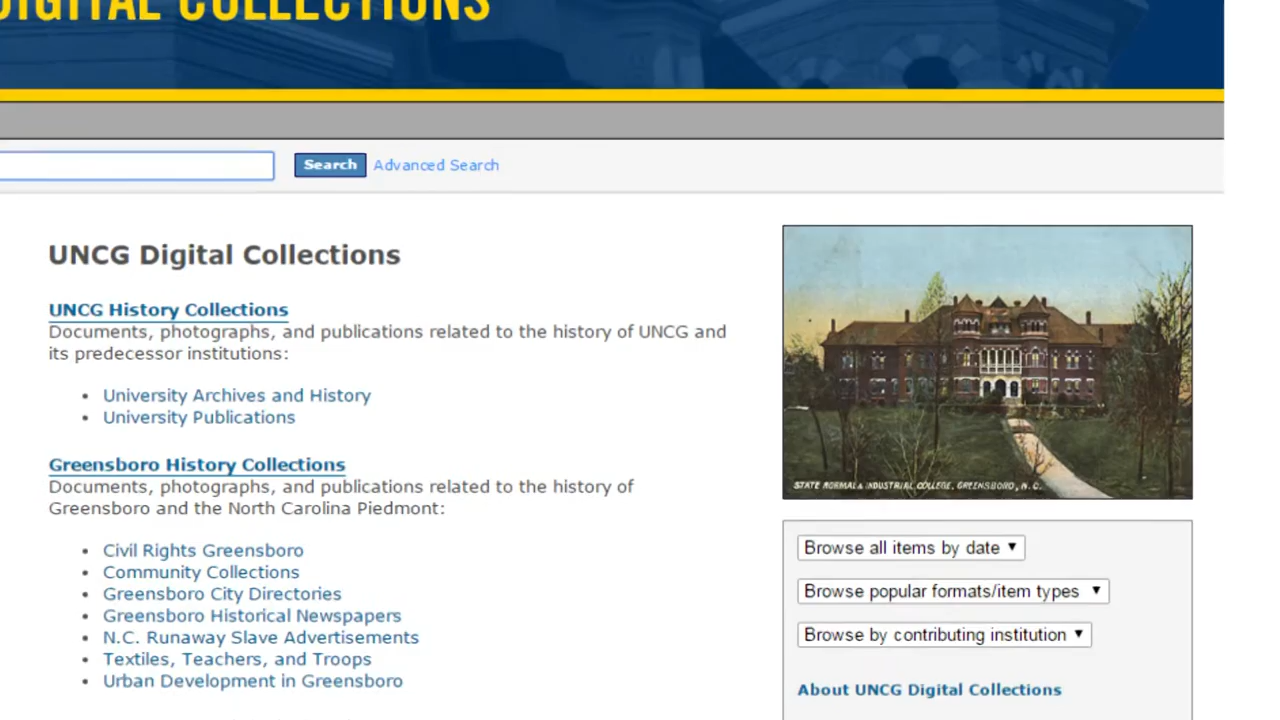 DIGITAL COLLECTIONS
Search Advanced Search
UNCG Digital Collections
UNCG History Collections
Documents, photographs, and publications related to the history of UNCG and
its predecessor institutions:
• University Archives and History
• University Publications
Greensboro History Collections
Documents, photographs, and publications related to the history of
Greensboro and the North Carolina Piedmont:
• Civil Rights Greensboro
• Community Collections
• Greensboro City Directories
• Greensboro Historical Newspapers
• N.C. Runaway Slave Advertisements
• Textiles, Teachers, and Troops
• Urban Development in Greensboro
STATE NORMAL & INDUSTRIAL COLLEGE, GREENSBORO, N.C.
Browse all items by date ▼
Browse popular formats/item types ▼
Browse by contributing institution ▼
About UNCG Digital Collections